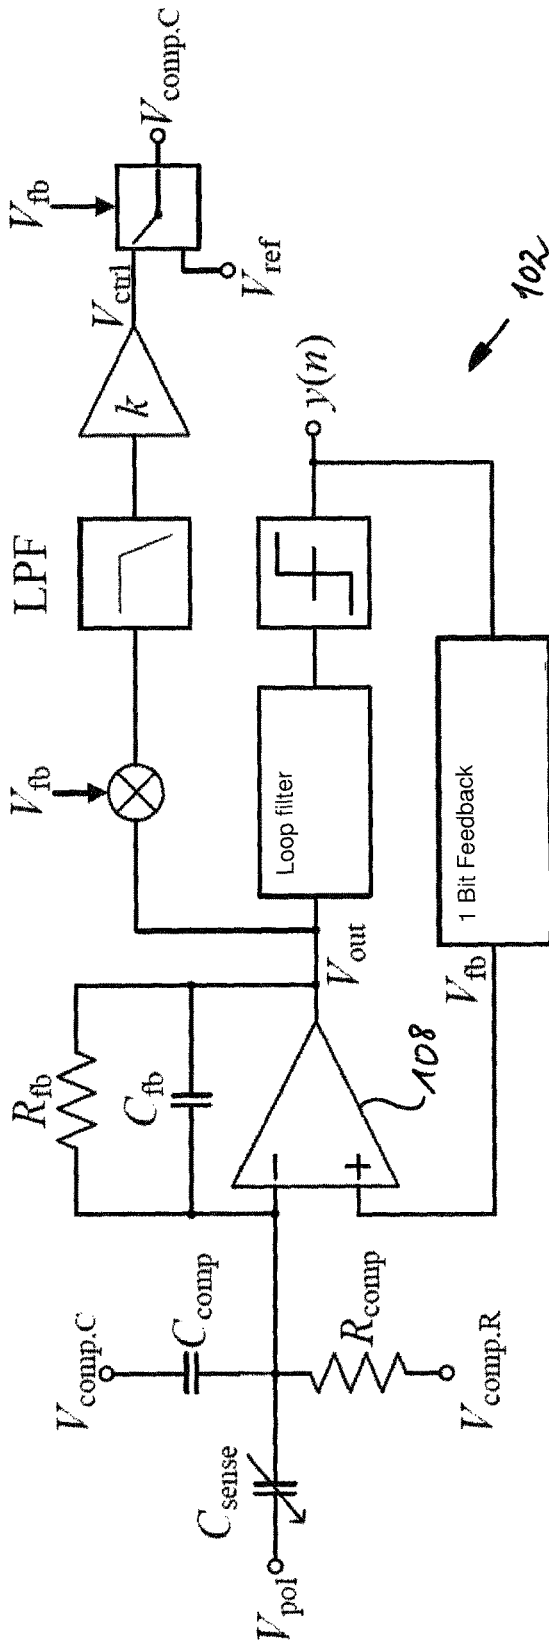 V_fb
LPF
V_fb
V_ctrl
k
V_comp.C
V_ref
R_fb
C_fb
V_comp.C
C_comp
C_sense
V_pol
R_comp
V_comp.R
−
+
V_out
Loop filter
y(n)
108
V_fb
1 Bit Feedback
102